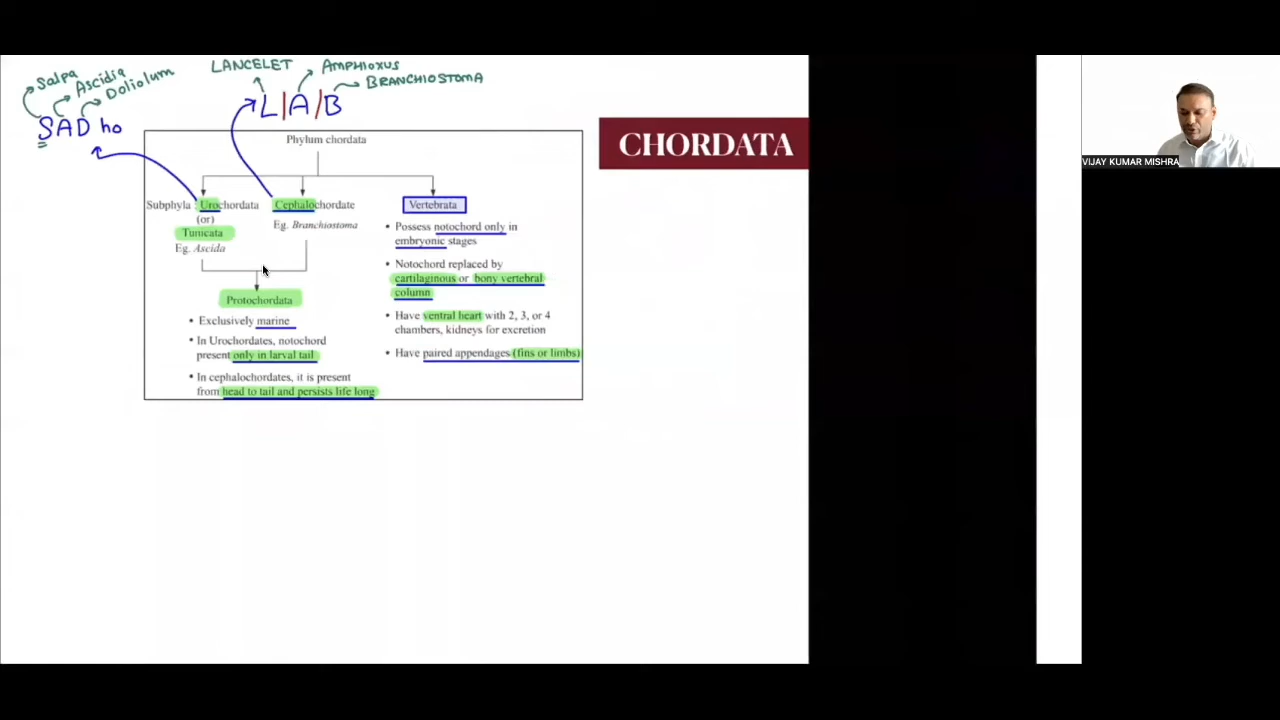 Salpa
Ascidia
Doliolum
SAD ho
LANCELET
AMPHIOXUS
BRANCHIOSTOMA
L|A|B
CHORDATA
VIJAY KUMAR MISHRA
Phylum chordata
Subphyla : Urochordata
(or)
Tunicata
Eg. Ascida
Cephalochordate
Eg. Branchiostoma
Protochordata
• Exclusively marine
• In Urochordates, notochord
present only in larval tail
• In cephalochordates, it is present
from head to tail and persists life long
Vertebrata
• Possess notochord only in
embryonic stages
• Notochord replaced by
cartilaginous or bony vertebral
column
• Have ventral heart with 2, 3, or 4
chambers, kidneys for excretion
• Have paired appendages (fins or limbs)